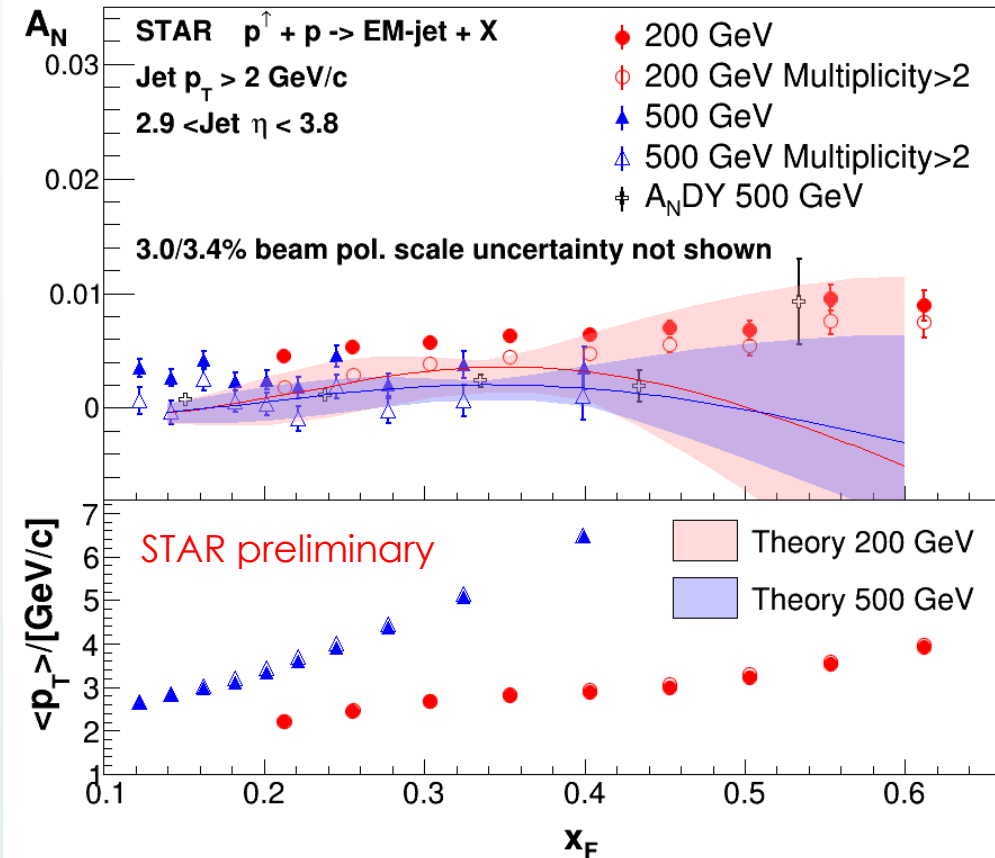 A_N
STAR p↑ + p -> EM-jet + X
Jet p_T > 2 GeV/c
2.9 <Jet η < 3.8
200 GeV
200 GeV Multiplicity>2
500 GeV
500 GeV Multiplicity>2
A_NDY 500 GeV
3.0/3.4% beam pol. scale uncertainty not shown
0.03
0.02
0.01
0
STAR preliminary
Theory 200 GeV
Theory 500 GeV
<p_T>/[GeV/c]
7
6
5
4
3
2
1
0.1 0.2 0.3 0.4 0.5 0.6
x_F